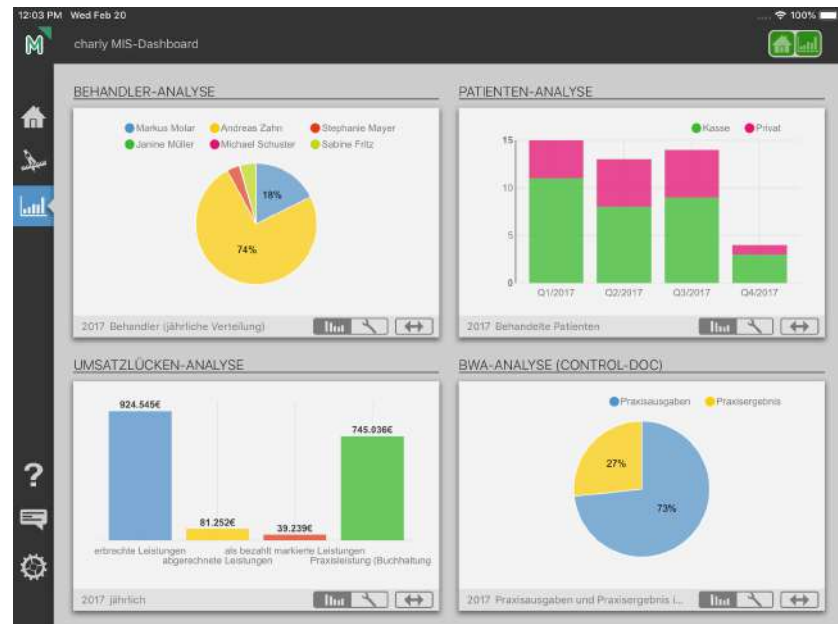 12:03 PM Wed Feb 20
100%
M
charly MIS-Dashboard
BEHANDLER-ANALYSE
Markus Molar Andreas Zahn Stephanie Mayer
Janine Müller Michael Schuster Sabine Fritz
18%
74%
2017 Behandler (jährliche Verteilung)
PATIENTEN-ANALYSE
Kasse Privat
15
10
5
0
Q1/2017 Q2/2017 Q3/2017 Q4/2017
2017 Behandelte Patienten
UMSATZLÜCKEN-ANALYSE
924.545€
745.036€
81.252€
39.239€
erbrachte Leistungen als bezahlt markierte Leistungen
abgerechnete Leistungen Praxisleistung (Buchhaltung
2017 jährlich
BWA-ANALYSE (CONTROL-DOC)
Praxisausgaben Praxisergebnis
27%
73%
2017 Praxisausgaben und Praxisergebnis i...
?